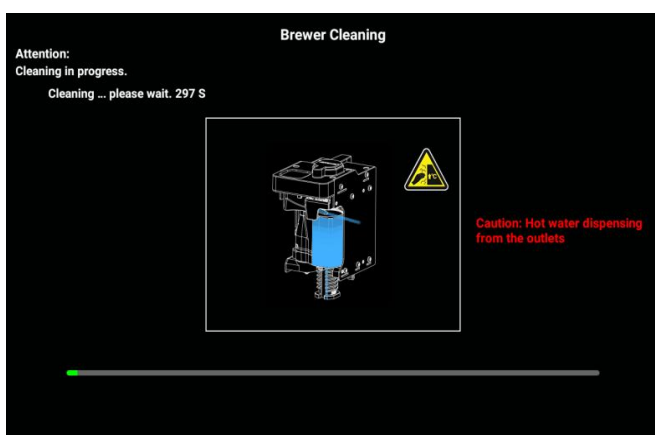 Brewer Cleaning
Attention:
Cleaning in progress.
Cleaning ... please wait. 297 S
Caution: Hot water dispensing
from the outlets